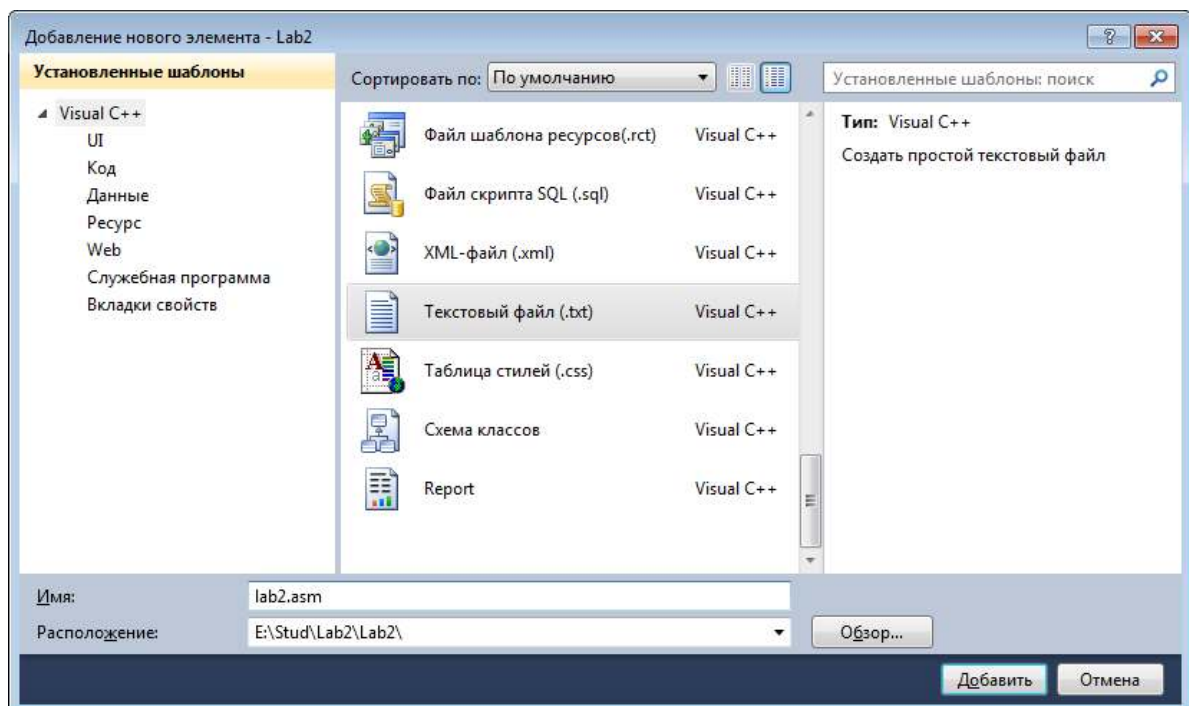 Добавление нового элемента - Lab2
Установленные шаблоны
Сортировать по: По умолчанию
Установленные шаблоны: поиск
Visual C++
UI
Код
Данные
Ресурс
Web
Служебная программа
Вкладки свойств
Файл шаблона ресурсов(.rct) Visual C++
Файл скрипта SQL (.sql) Visual C++
XML-файл (.xml) Visual C++
Текстовый файл (.txt) Visual C++
Таблица стилей (.css) Visual C++
Схема классов Visual C++
Report Visual C++
Тип: Visual C++
Создать простой текстовый файл
Имя: lab2.asm
Расположение: E:\Stud\Lab2\Lab2\
Обзор...
Добавить Отмена